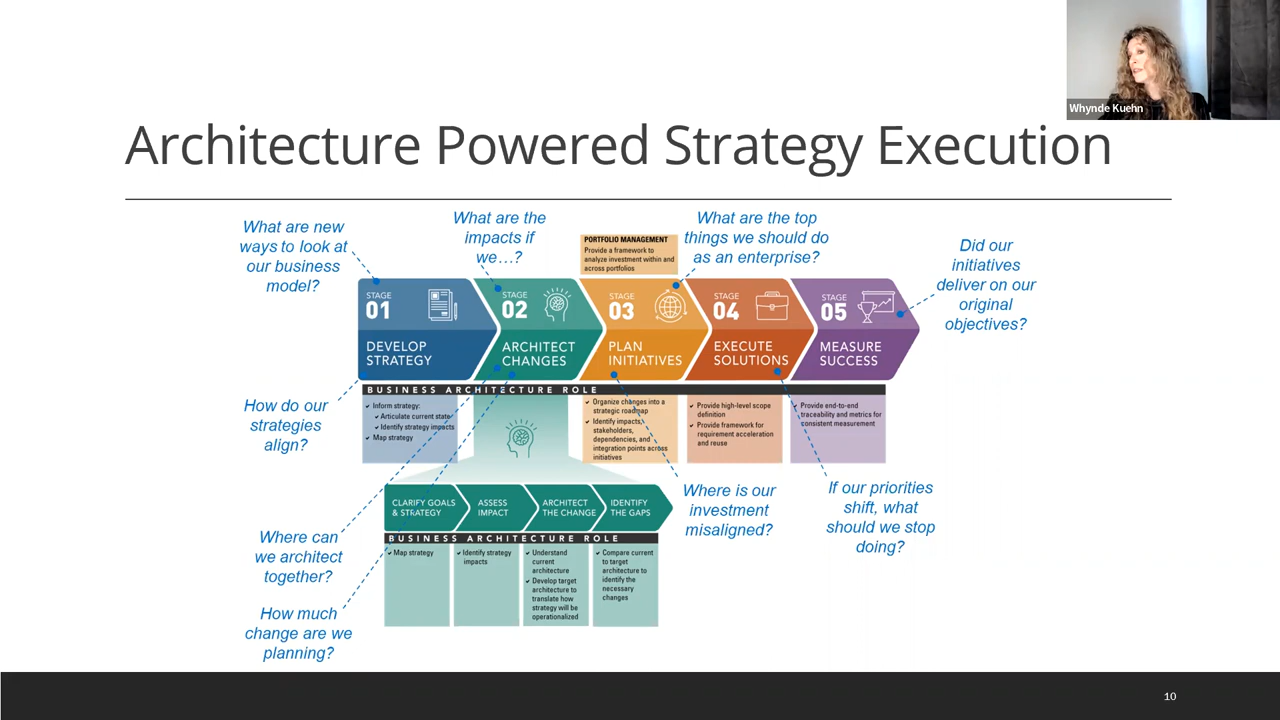 Whynde Kuehn
Architecture Powered Strategy Execution
What are new
ways to look at
our business
model?
What are the
impacts if
we…?
PORTFOLIO MANAGEMENT
Provide a framework to
analyze investment within and
across portfolios
What are the top
things we should do
as an enterprise?
Did our
initiatives
deliver on our
original
objectives?
STAGE
01
DEVELOP
STRATEGY
STAGE
02
ARCHITECT
CHANGES
STAGE
03
PLAN
INITIATIVES
STAGE
04
EXECUTE
SOLUTIONS
STAGE
05
MEASURE
SUCCESS
BUSINESS ARCHITECTURE ROLE
✓ Inform strategy:
✓ Articulate current state
✓ Identify strategy impacts
✓ Map strategy
✓ Organize changes into a
strategic roadmap
✓ Identify impacts,
stakeholders,
dependencies, and
integration points across
initiatives
✓ Provide high-level scope
definition
✓ Provide framework for
requirement acceleration
and reuse
✓ Provide end-to-end
traceability and metrics for
consistent measurement
How do our
strategies
align?
Where can
we architect
together?
How much
change are we
planning?
Where is our
investment
misaligned?
If our priorities
shift, what
should we stop
doing?
CLARIFY GOALS
& STRATEGY
ASSESS
IMPACT
ARCHITECT
THE CHANGE
IDENTIFY
THE GAPS
BUSINESS ARCHITECTURE ROLE
✓ Map strategy
✓ Identify strategy
impacts
✓ Understand
current
architecture
✓ Develop target
architecture to
translate how
strategy will be
operationalized
✓ Compare current
to target
architecture to
identify the
necessary
changes
10